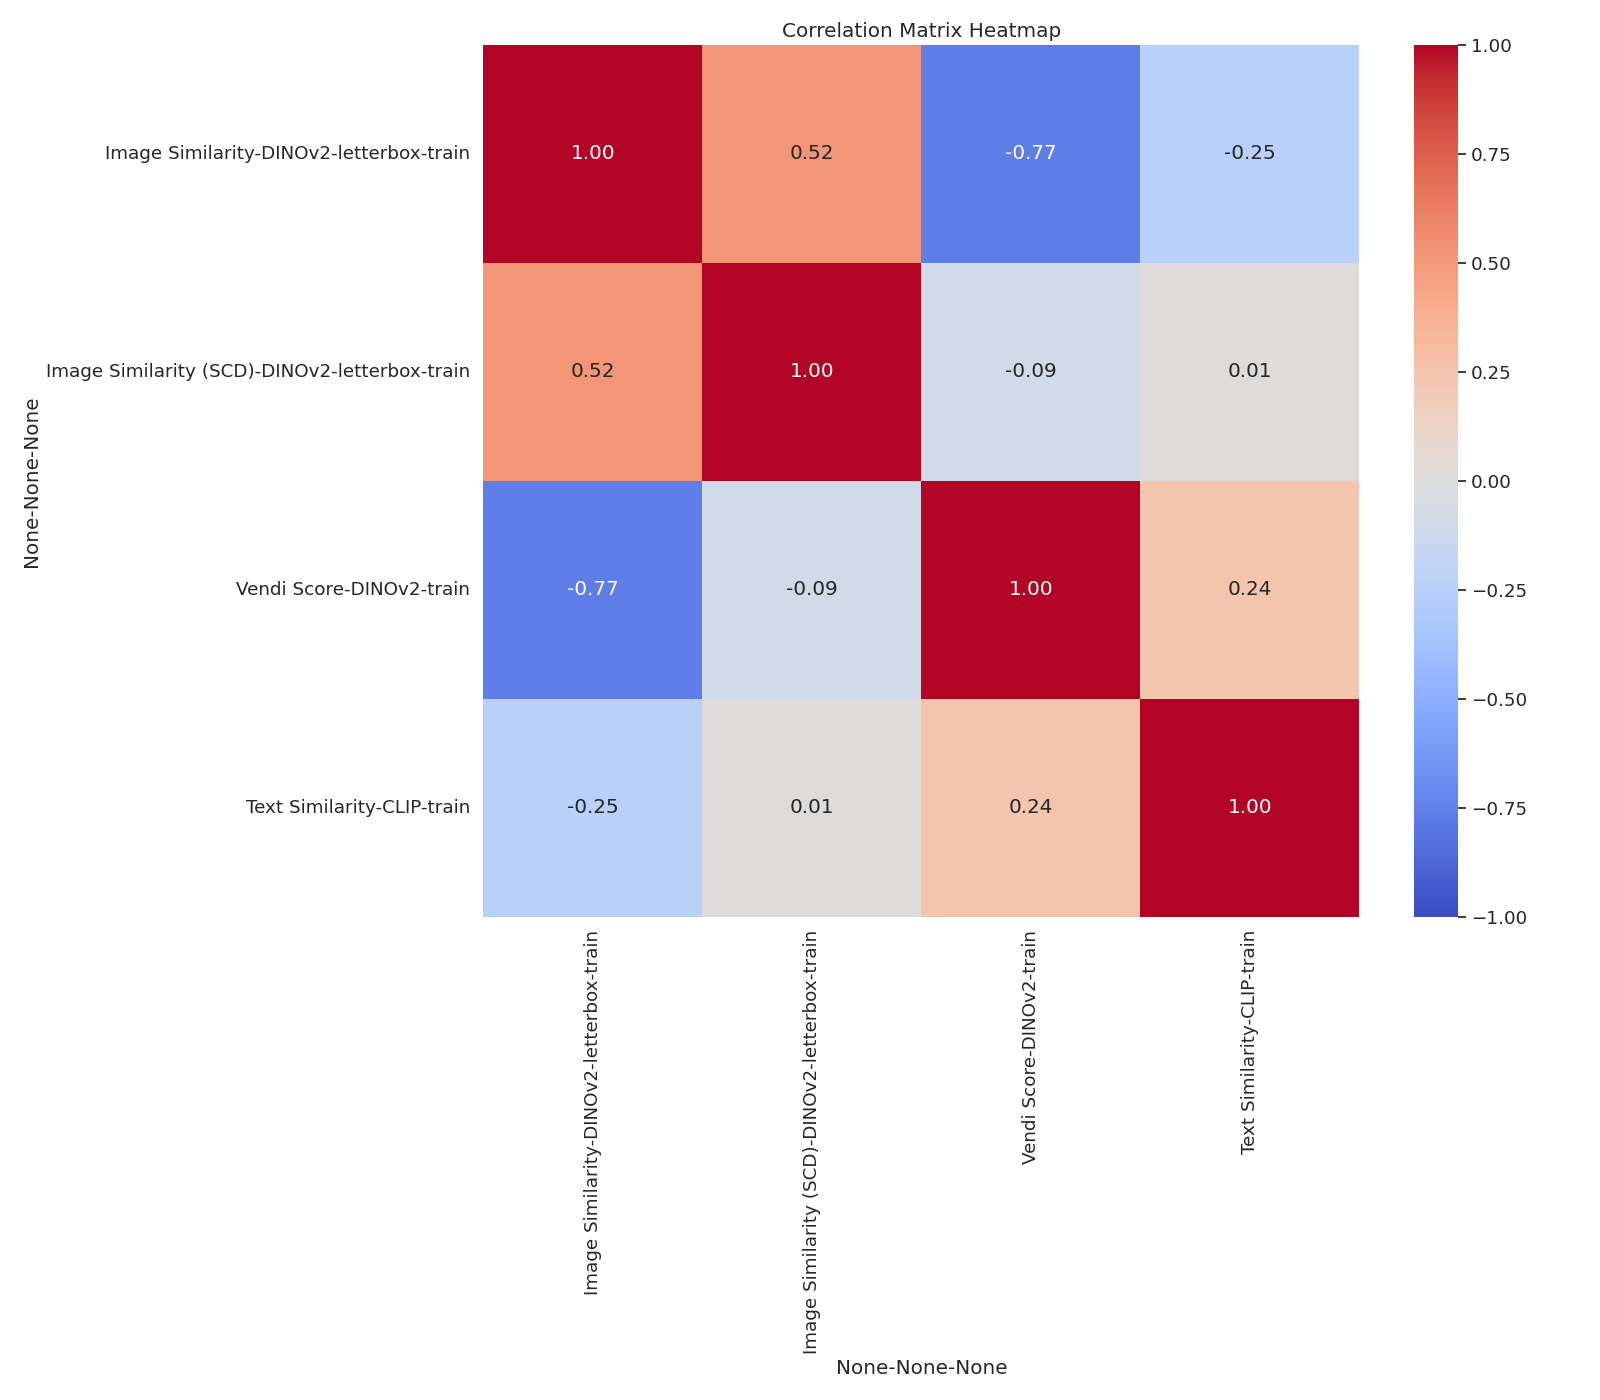 Correlation Matrix Heatmap
Image Similarity-DINOv2-letterbox-train
1.00 0.52 -0.77 -0.25
Image Similarity (SCD)-DINOv2-letterbox-train
0.52 1.00 -0.09 0.01
Vendi Score-DINOv2-train
-0.77 -0.09 1.00 0.24
Text Similarity-CLIP-train
-0.25 0.01 0.24 1.00
None-None-None
Image Similarity-DINOv2-letterbox-train
Image Similarity (SCD)-DINOv2-letterbox-train
Vendi Score-DINOv2-train
Text Similarity-CLIP-train
None-None-None
1.00
0.75
0.50
0.25
0.00
−0.25
−0.50
−0.75
−1.00